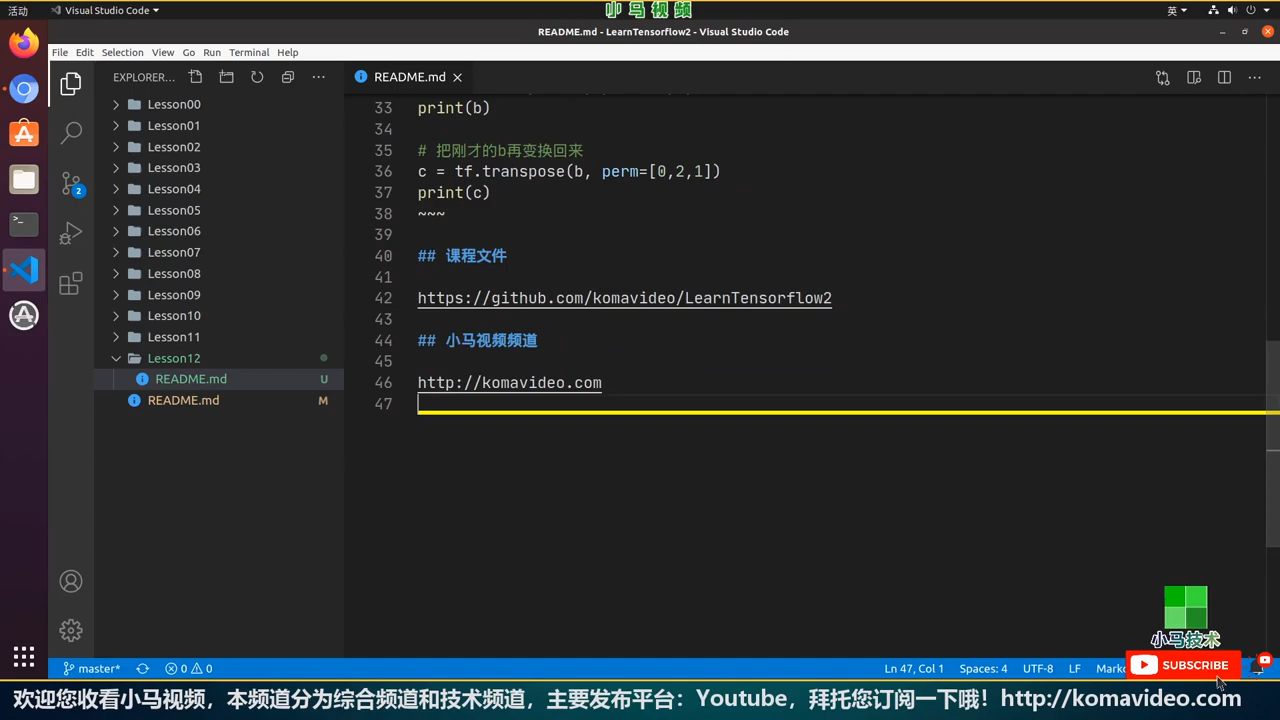 活动
Visual Studio Code
小马视频
英
README.md - LearnTensorflow2 - Visual Studio Code
File Edit Selection View Go Run Terminal Help
EXPLORER...
README.md
Lesson00
Lesson01
Lesson02
Lesson03
Lesson04
Lesson05
Lesson06
Lesson07
Lesson08
Lesson09
Lesson10
Lesson11
Lesson12
README.md U
README.md M
2
33 print(b)
34
35 # 把刚才的b再变换回来
36 c = tf.transpose(b, perm=[0,2,1])
37 print(c)
38 ~~~
39
40 ## 课程文件
41
42 https://github.com/komavideo/LearnTensorflow2
43
44 ## 小马视频频道
45
46 http://komavideo.com
47
小马技术
SUBSCRIBE
master* 0 0 Ln 47, Col 1 Spaces: 4 UTF-8 LF
欢迎您收看小马视频，本频道分为综合频道和技术频道，主要发布平台：Youtube，拜托您订阅一下哦！http://komavideo.com